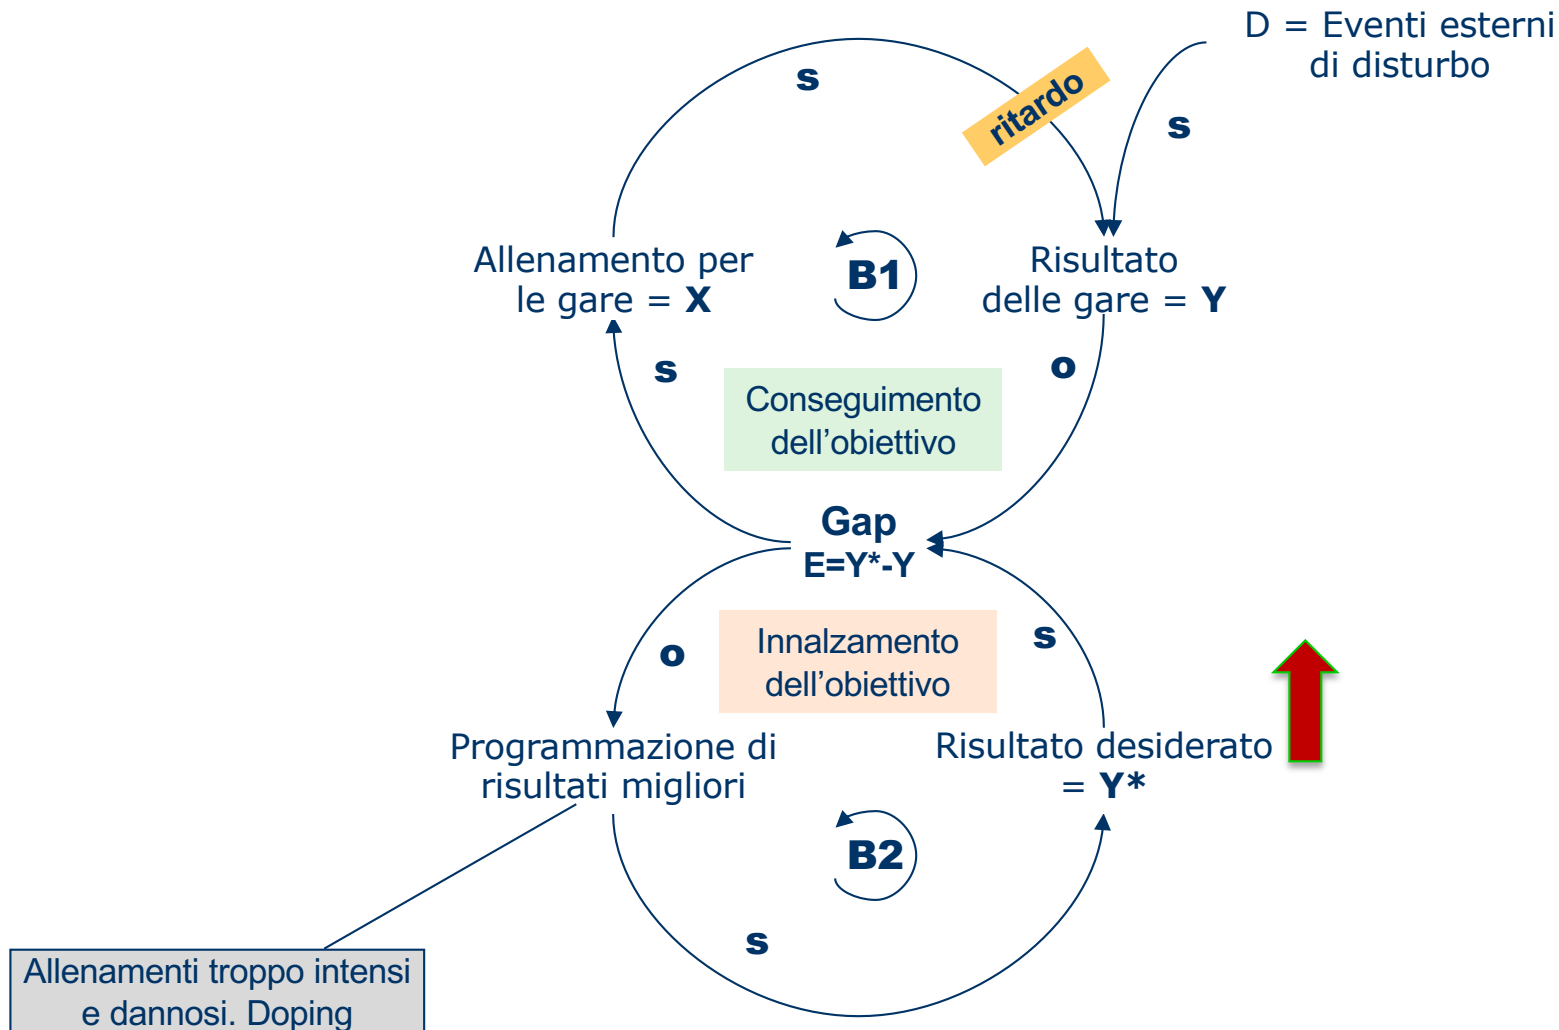 D = Eventi esterni
di disturbo
s
ritardo
s
Allenamento per
le gare = X
B1
Risultato
delle gare = Y
s
o
Conseguimento
dell’obiettivo
Gap
E=Y*-Y
o
Innalzamento
dell’obiettivo
s
Programmazione di
risultati migliori
Risultato desiderato
= Y*
B2
s
Allenamenti troppo intensi
e dannosi. Doping